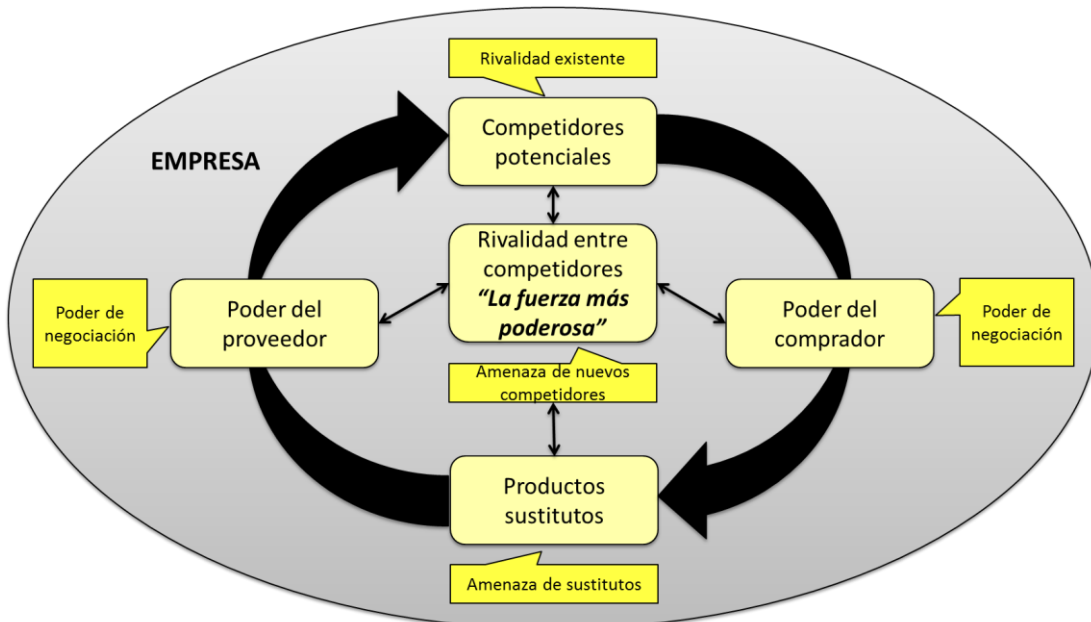 Rivalidad existente
Competidores
potenciales
EMPRESA
Rivalidad entre
competidores
“La fuerza más
poderosa”
Poder de
negociación
Poder del
proveedor
Poder del
comprador
Poder de
negociación
Amenaza de nuevos
competidores
Productos
sustitutos
Amenaza de sustitutos